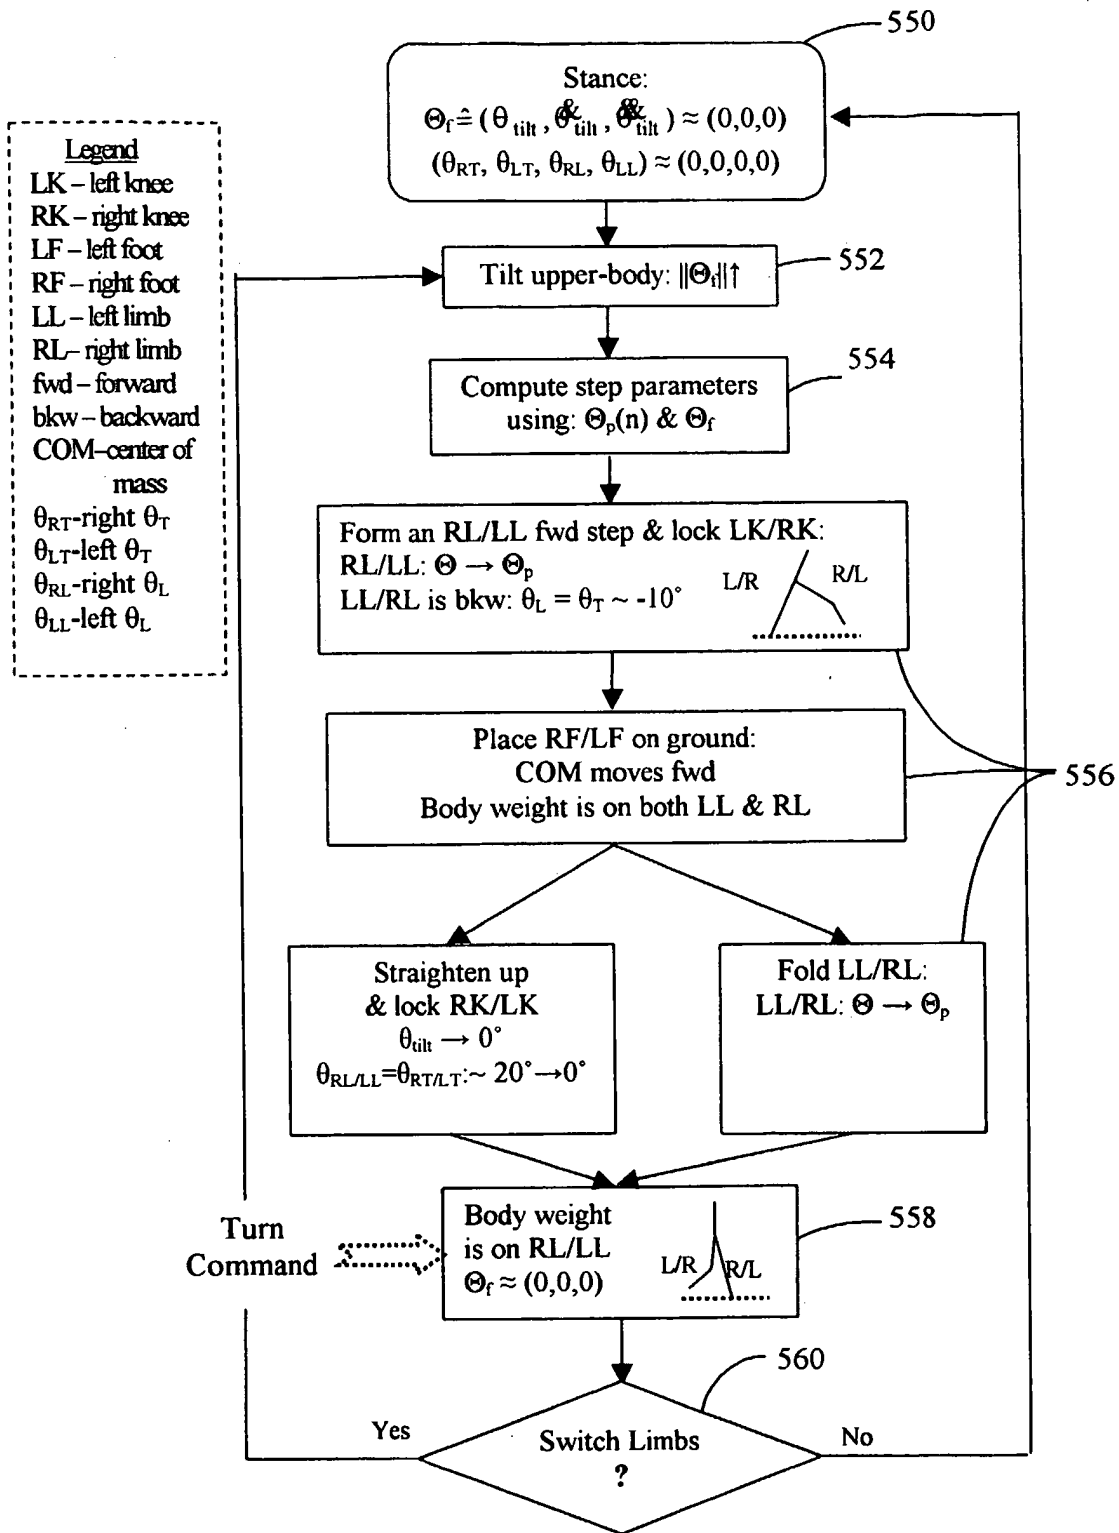 550
Stance:
Θf ≙ (θtilt, θ&tilt, θ&&tilt) ≈ (0,0,0)
(θRT, θLT, θRL, θLL) ≈ (0,0,0,0)
Legend
LK – left knee
RK – right knee
LF – left foot
RF – right foot
LL – left limb
RL – right limb
fwd – forward
bkw – backward
COM–center of
mass
θRT-right θT
θLT-left θT
θRL-right θL
θLL-left θL
Tilt upper-body: ||Θf||↑
552
Compute step parameters
using: Θp(n) & Θf
554
Form an RL/LL fwd step & lock LK/RK:
RL/LL: Θ → Θp
LL/RL is bkw: θL = θT ~ -10°
L/R
R/L
Place RF/LF on ground:
COM moves fwd
Body weight is on both LL & RL
556
Straighten up
& lock RK/LK
θtilt → 0°
θRL/LL=θRT/LT:~ 20°→0°
Fold LL/RL:
LL/RL: Θ → Θp
Turn
Command
Body weight
is on RL/LL
Θf ≈ (0,0,0)
L/R
R/L
558
560
Switch Limbs
?
Yes
No